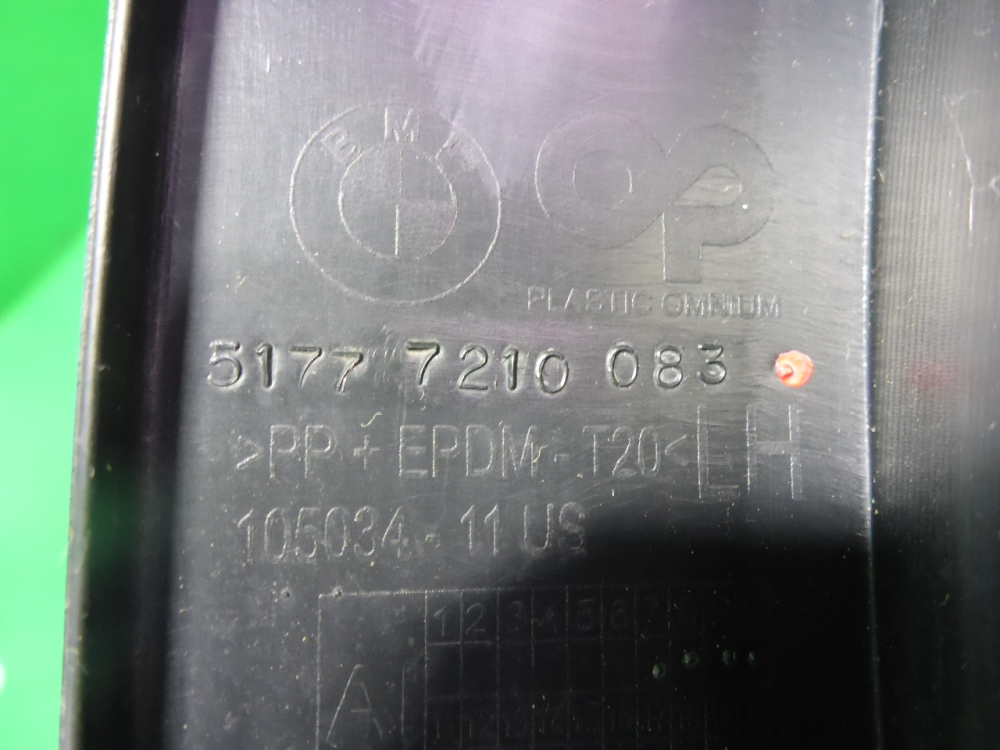 BMW
OP
PLASTIC OMNIUM
5177 7210 083
>PP + EPDM - T20< LH
105034 - 11 US
1 2 3 4 5 6 7
A